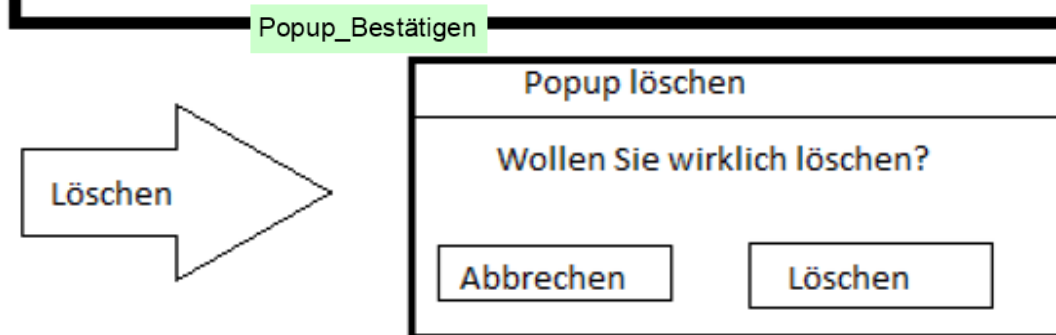 Popup_Bestätigen
Popup löschen
Wollen Sie wirklich löschen?
Löschen
Abbrechen
Löschen